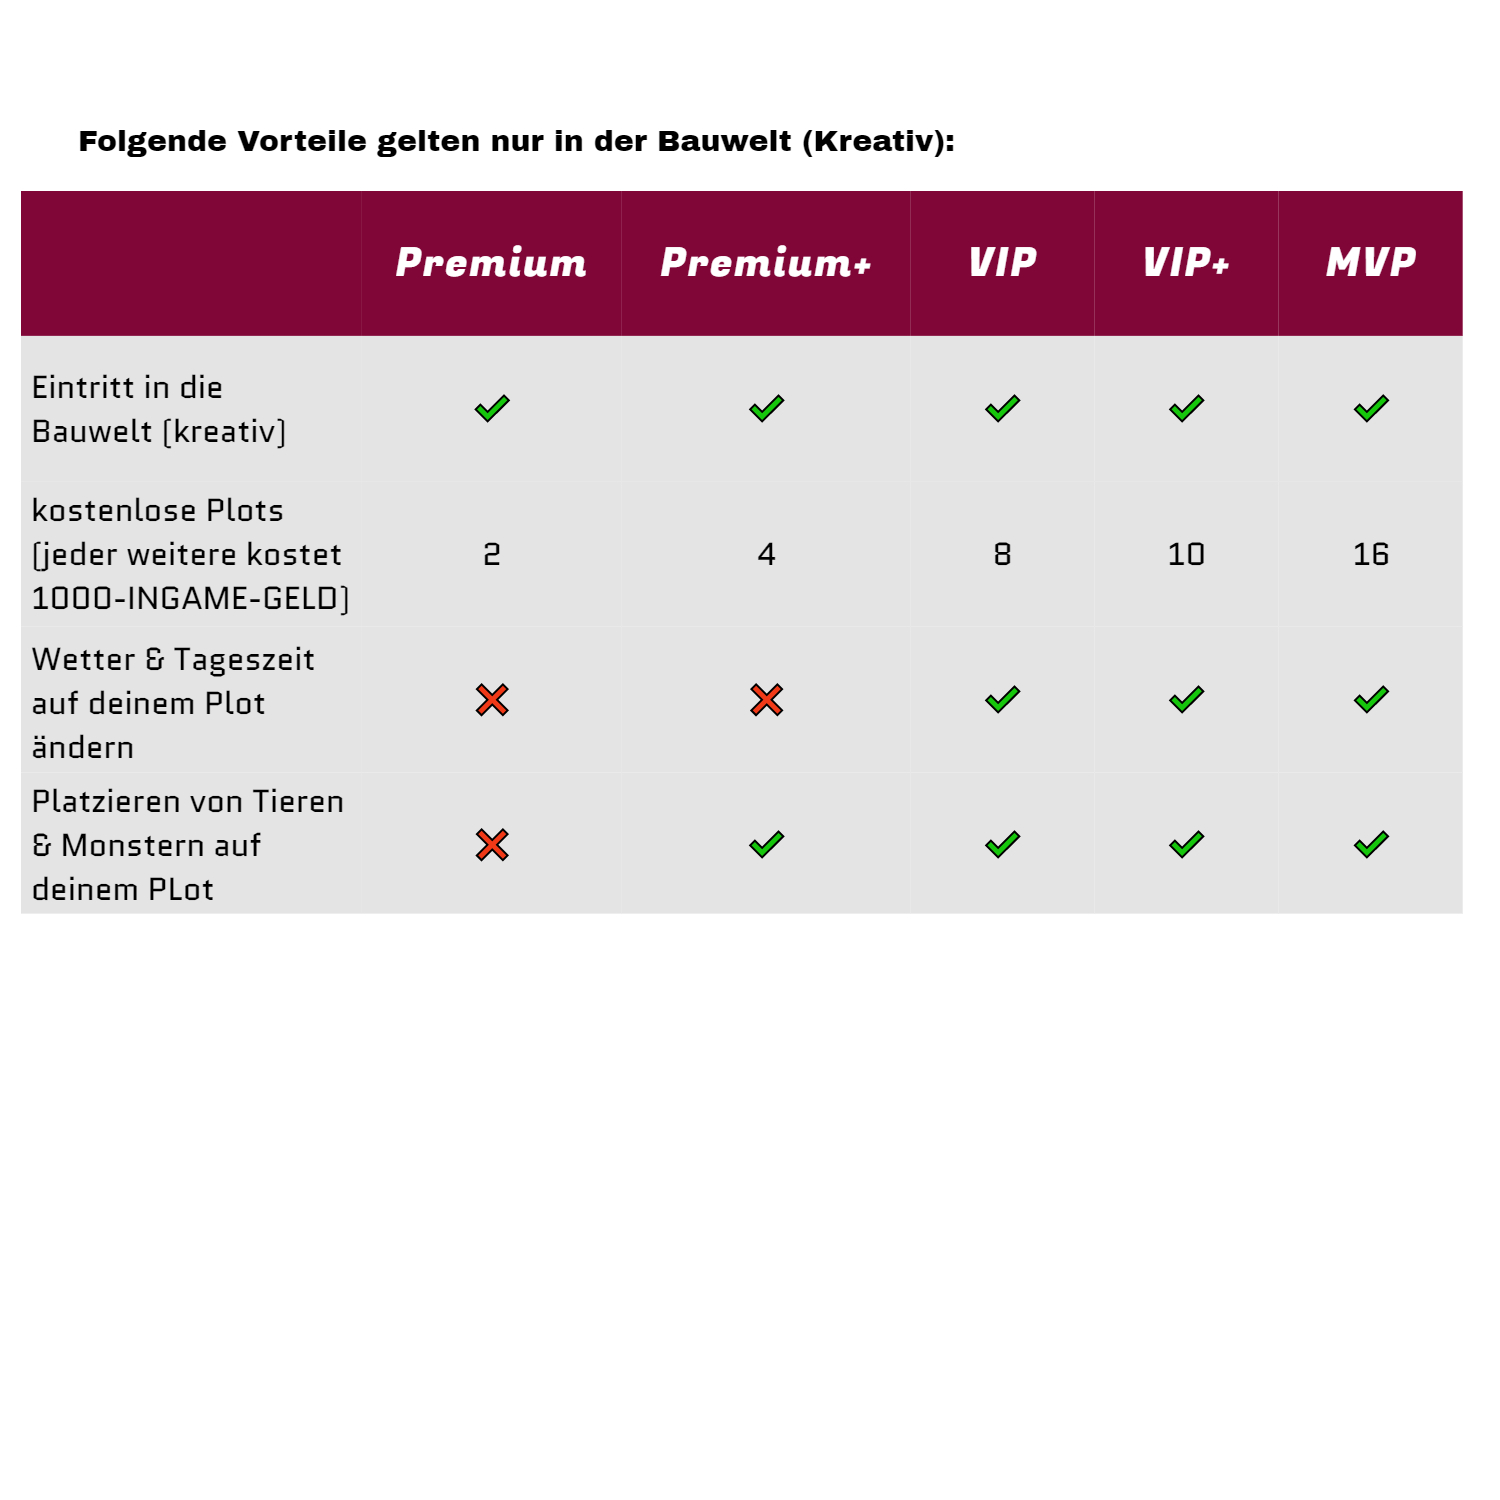 Folgende Vorteile gelten nur in der Bauwelt (Kreativ):
Premium Premium+ VIP VIP+ MVP
Eintritt in die
Bauwelt (kreativ)
kostenlose Plots
(jeder weitere kostet 2 4 8 10 16
1000-INGAME-GELD)
Wetter & Tageszeit
auf deinem Plot
ändern
Platzieren von Tieren
& Monstern auf
deinem PLot